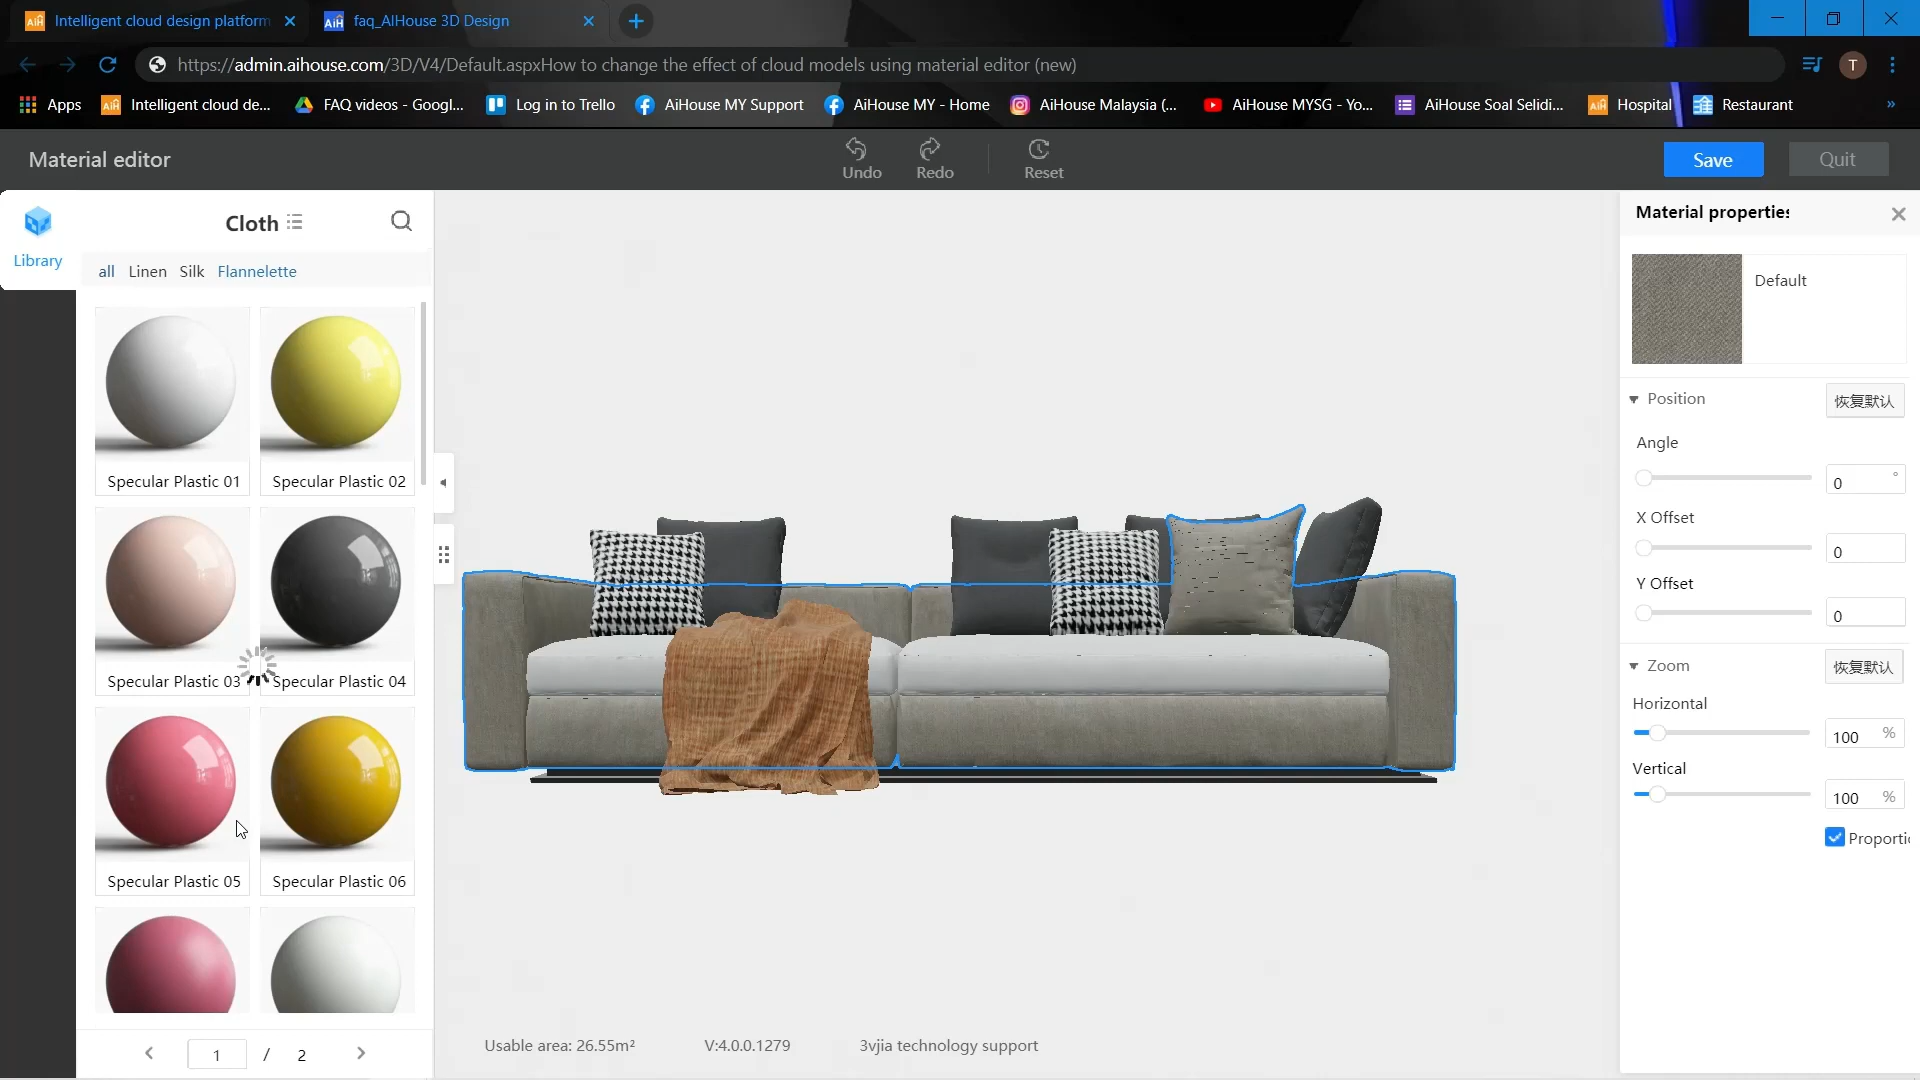 Intelligent cloud design platform
faq_AIHouse 3D Design
https://admin.aihouse.com/3D/V4/Default.aspxHow to change the effect of cloud models using material editor (new)
T
Apps
Intelligent cloud de...
FAQ videos - Googl...
Log in to Trello
AiHouse MY Support
AiHouse MY - Home
AiHouse Malaysia (...
AiHouse MYSG - Yo...
AiHouse Soal Selidi...
Hospital
Restaurant
»
Material editor
Undo
Redo
Reset
Save
Quit
Library
Cloth
all Linen Silk Flannelette
Specular Plastic 01
Specular Plastic 02
Specular Plastic 03
Specular Plastic 04
Specular Plastic 05
Specular Plastic 06
1 / 2
Usable area: 26.55m²
V:4.0.0.1279
3vjia technology support
Material properties
Default
Position
恢复默认
Angle
0 °
X Offset
0
Y Offset
0
Zoom
恢复默认
Horizontal
100 %
Vertical
100 %
Proportic